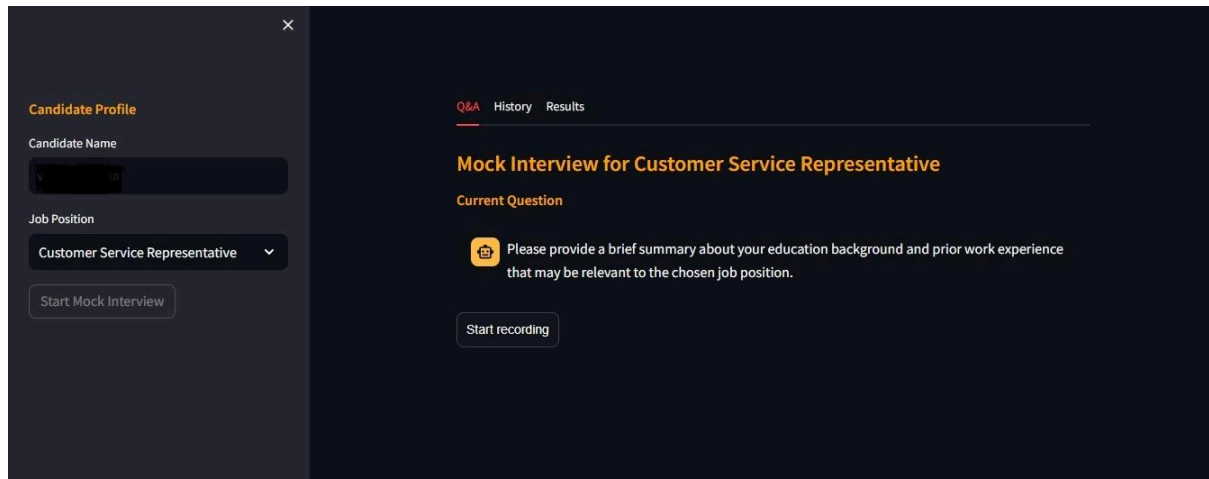 Candidate Profile
Candidate Name
Job Position
Customer Service Representative
Start Mock Interview
Q&A History Results
Mock Interview for Customer Service Representative
Current Question
Please provide a brief summary about your education background and prior work experience
that may be relevant to the chosen job position.
Start recording